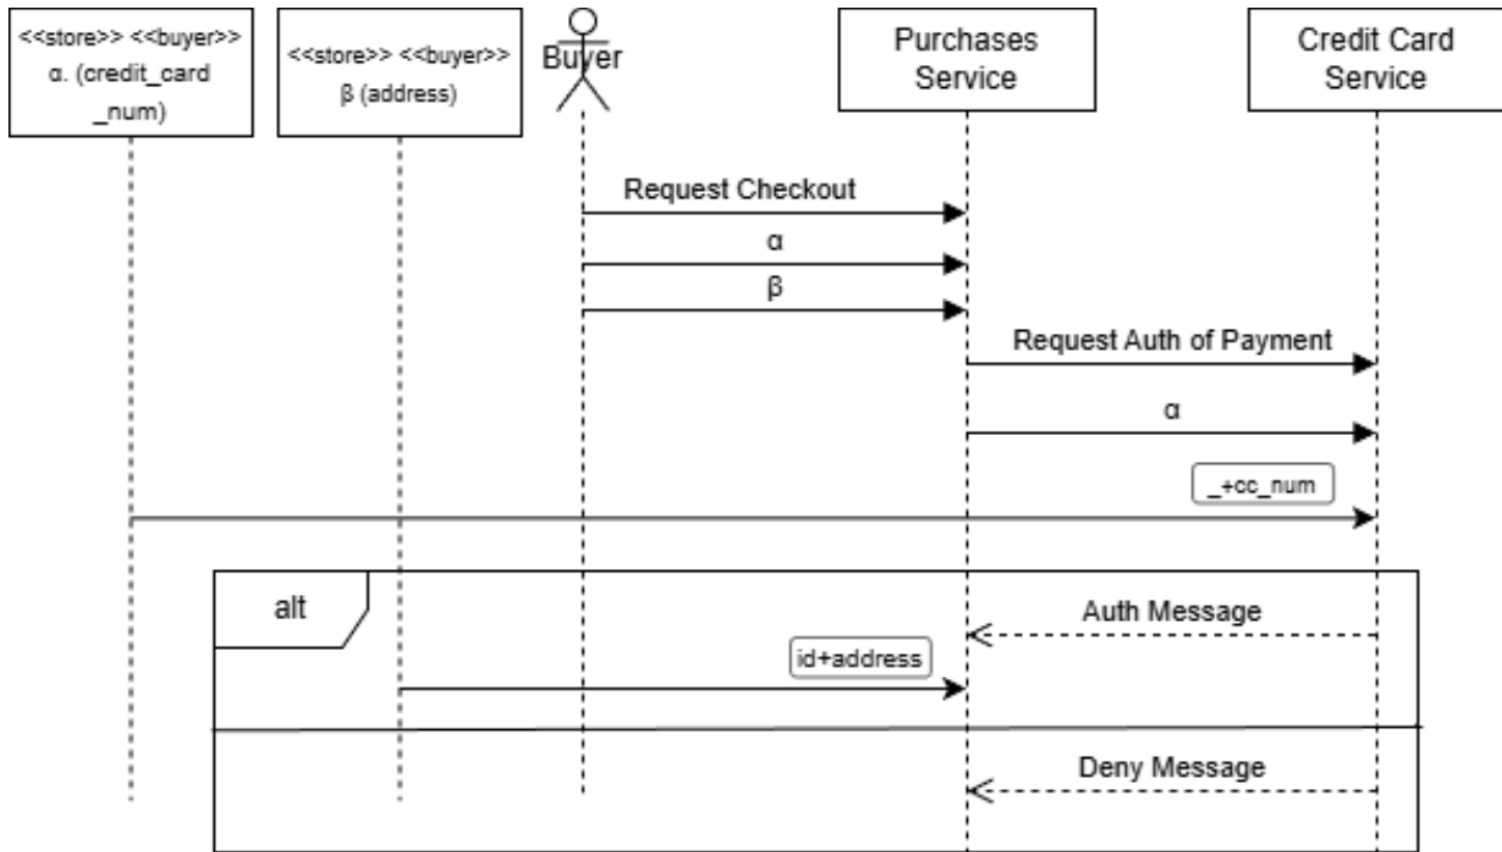 <<store>> <<buyer>>
α. (credit_card
_num)
<<store>> <<buyer>>
β (address)
Buyer
Purchases
Service
Credit Card
Service
Request Checkout
α
β
Request Auth of Payment
α
_+cc_num
alt
Auth Message
id+address
Deny Message